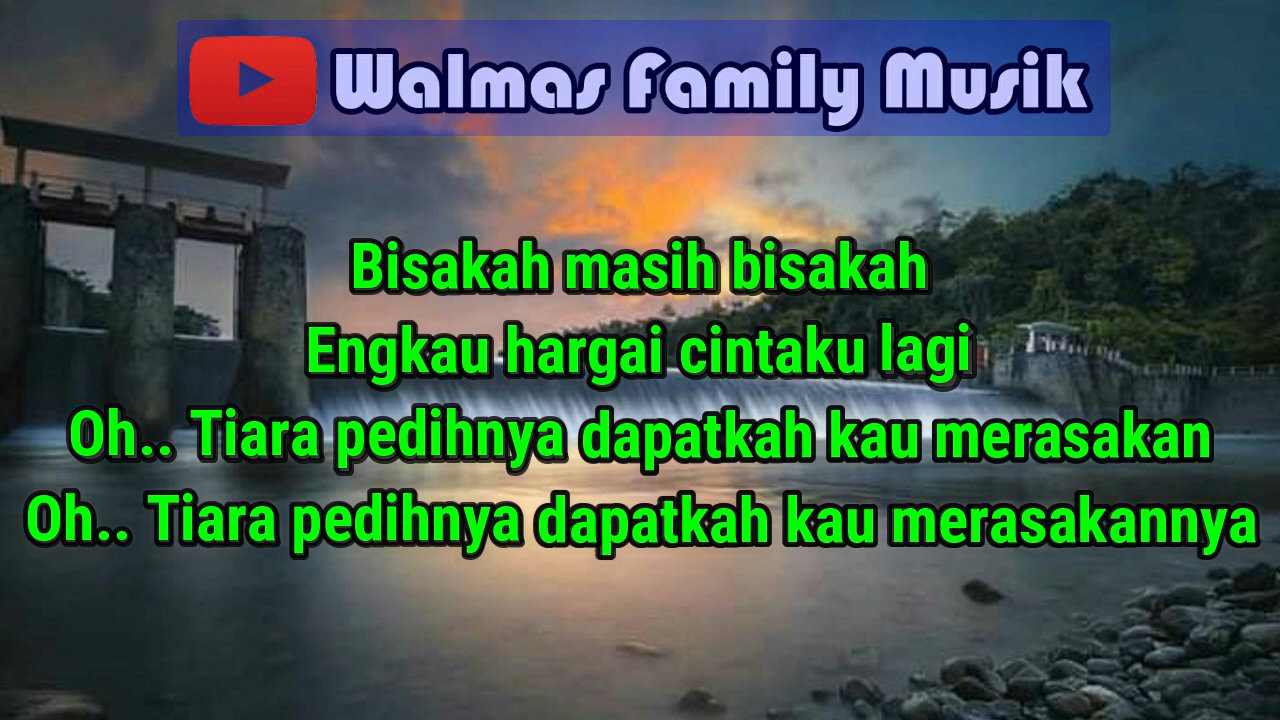 Walmas Family Musik
Bisakah masih bisakah
Engkau hargai cintaku lagi
Oh.. Tiara pedihnya dapatkah kau merasakan
Oh.. Tiara pedihnya dapatkah kau merasakannya